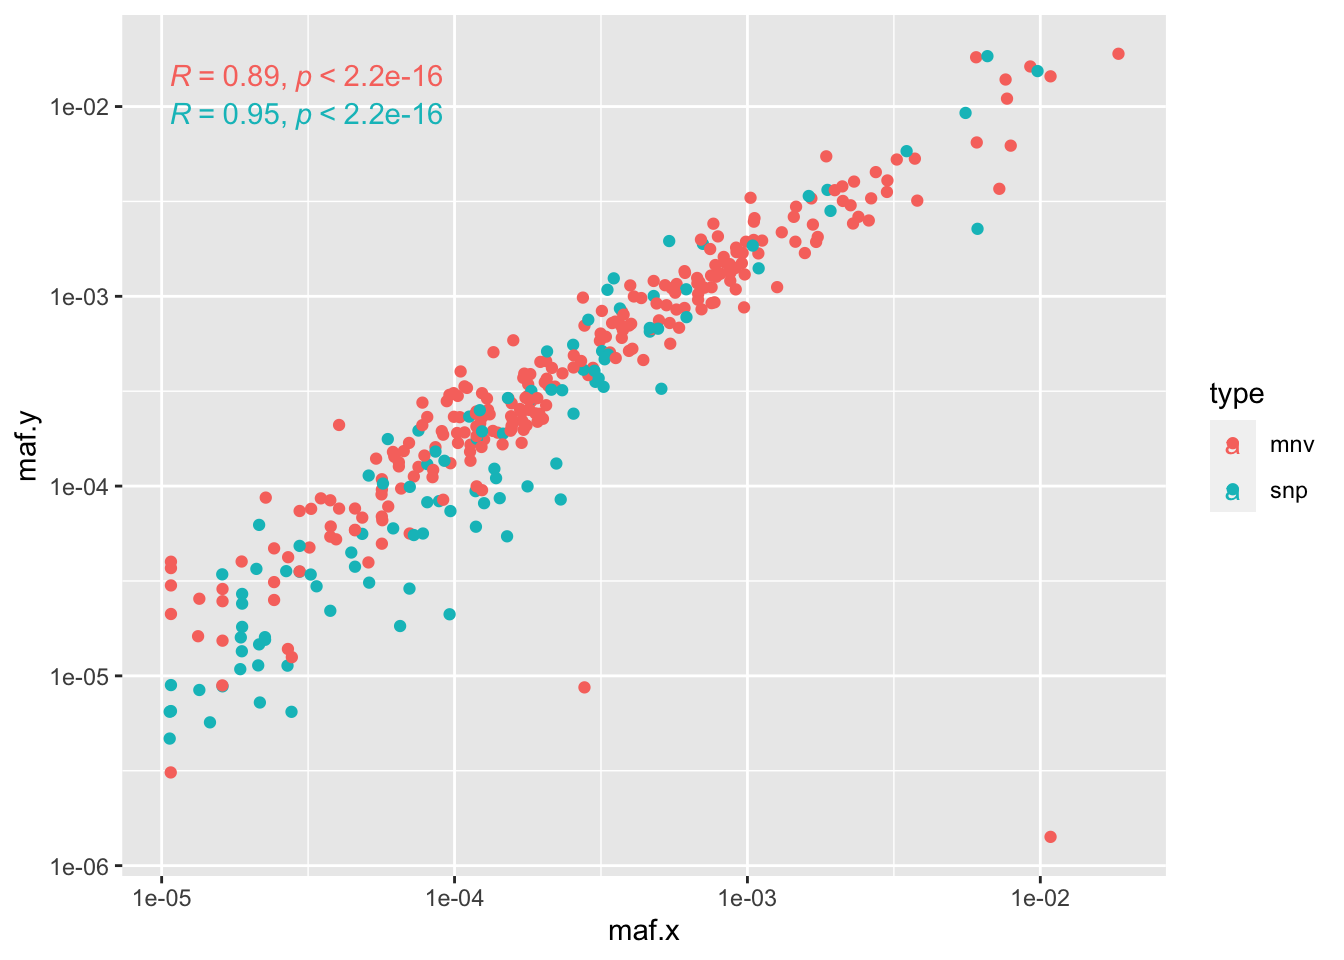 R = 0.89, p < 2.2e-16
R = 0.95, p < 2.2e-16
1e-02
1e-03
1e-04
1e-05
1e-06
maf.y
1e-05 1e-04 1e-03 1e-02
maf.x
type
a mnv
a snp